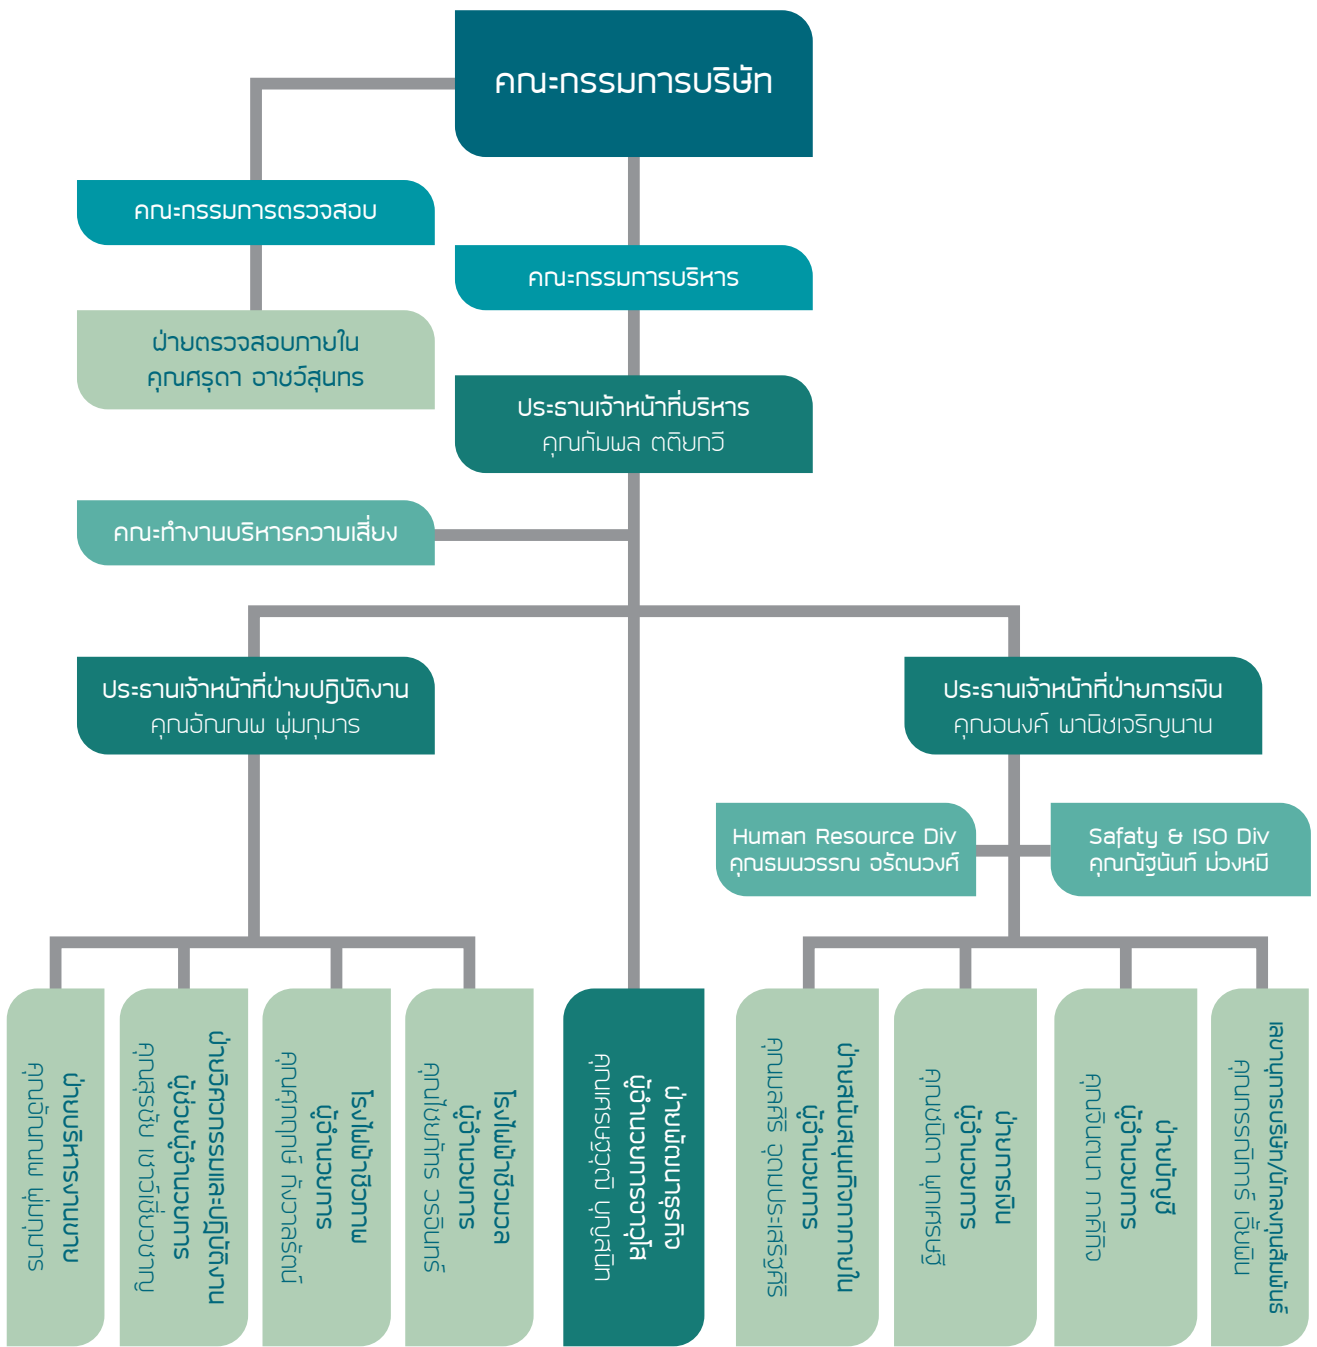 คณะกรรมการบริษัท
คณะกรรมการตรวจสอบ
คณะกรรมการบริหาร
ฝ่ายตรวจสอบภายใน
คุณศรุดา อาชว์สุนทร
ประธานเจ้าหน้าที่บริหาร
คุณกัมพล ตติยกวี
คณะทำงานบริหารความเสี่ยง
ประธานเจ้าหน้าที่ฝ่ายปฏิบัติงาน
คุณอัณณพ พุ่มกุมาร
ประธานเจ้าหน้าที่ฝ่ายการเงิน
คุณอนงค์ พานิชเจริญนาน
Human Resource Div
คุณธมนวรรณ อรัตนวงศ์
Safaty & ISO Div
คุณณัฐนันท์ ม่วงหมี
ฝ่ายบริหารงานขาย
คุณอัณณพ พุ่มกุมาร
ฝ่ายวิศวกรรมและปฏิบัติงาน
ผู้ช่วยผู้อำนวยการ
คุณสุรชัย เชาว์เชี่ยวชาญ
โรงไฟฟ้าชีวภาพ
ผู้อำนวยการ
คุณศุภฤกษ์ กังวาลรัตน์
โรงไฟฟ้าชีวมวล
ผู้อำนวยการ
คุณไชยภัทร วรอินทร์
ฝ่ายพัฒนาธุรกิจ
ผู้อำนวยการอาวุโส
คุณเศรษฐวุฒิ บุญสนิท
ฝ่ายสนับสนุนกิจการภายใน
ผู้อำนวยการ
คุณมลศิริ อุดมประเสริฐศิริ
ฝ่ายการเงิน
ผู้อำนวยการ
คุณชนิดา พุกเศรษฐี
ฝ่ายบัญชี
ผู้อำนวยการ
คุณจินตนา ภาคีกิจ
เลขานุการบริษัท/นักลงทุนสัมพันธ์
คุณกรรณิการ์ เอี๋ยพิน